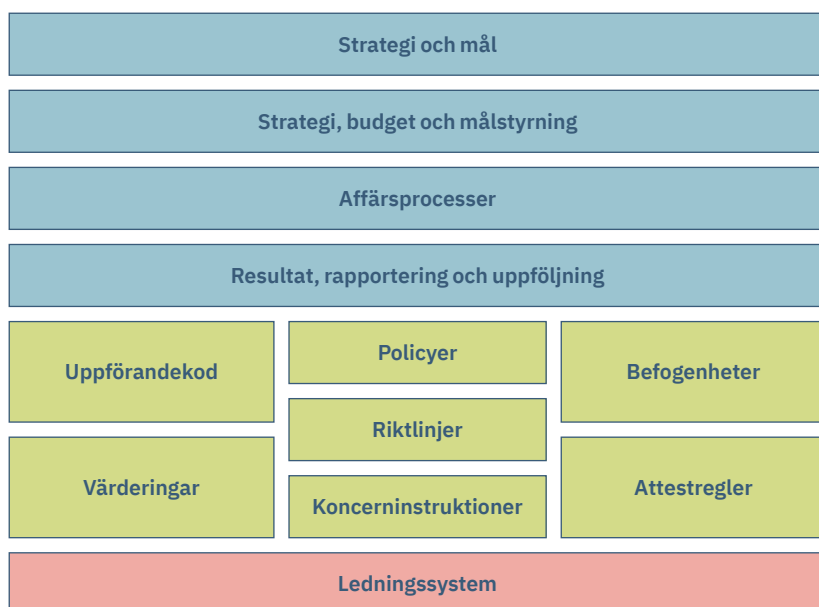 Strategi och mål
Strategi, budget och målstyrning
Affärsprocesser
Resultat, rapportering och uppföljning
Uppförandekod
Policyer
Befogenheter
Riktlinjer
Värderingar
Koncerninstruktioner
Attestregler
Ledningssystem